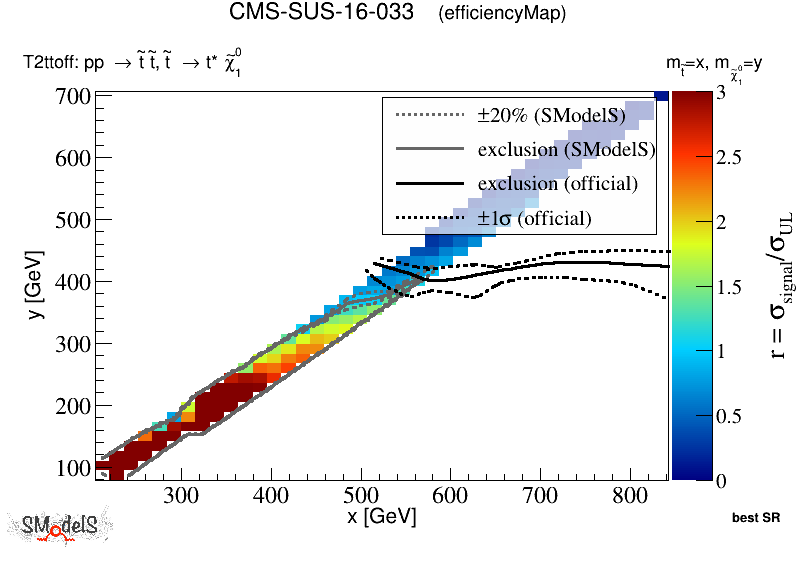 CMS-SUS-16-033 (efficiencyMap)
T2ttoff: pp → t̃ t̃, t̃ → t* χ̃₁⁰
m_t̃=x, m_χ̃₁⁰=y
±20% (SModelS)
exclusion (SModelS)
exclusion (official)
±1σ (official)
700
600
500
400
300
200
100
y [GeV]
300 400 500 600 700 800
x [GeV]
3
2.5
2
1.5
1
0.5
0
r = σ_signal/σ_UL
best SR
SModelS